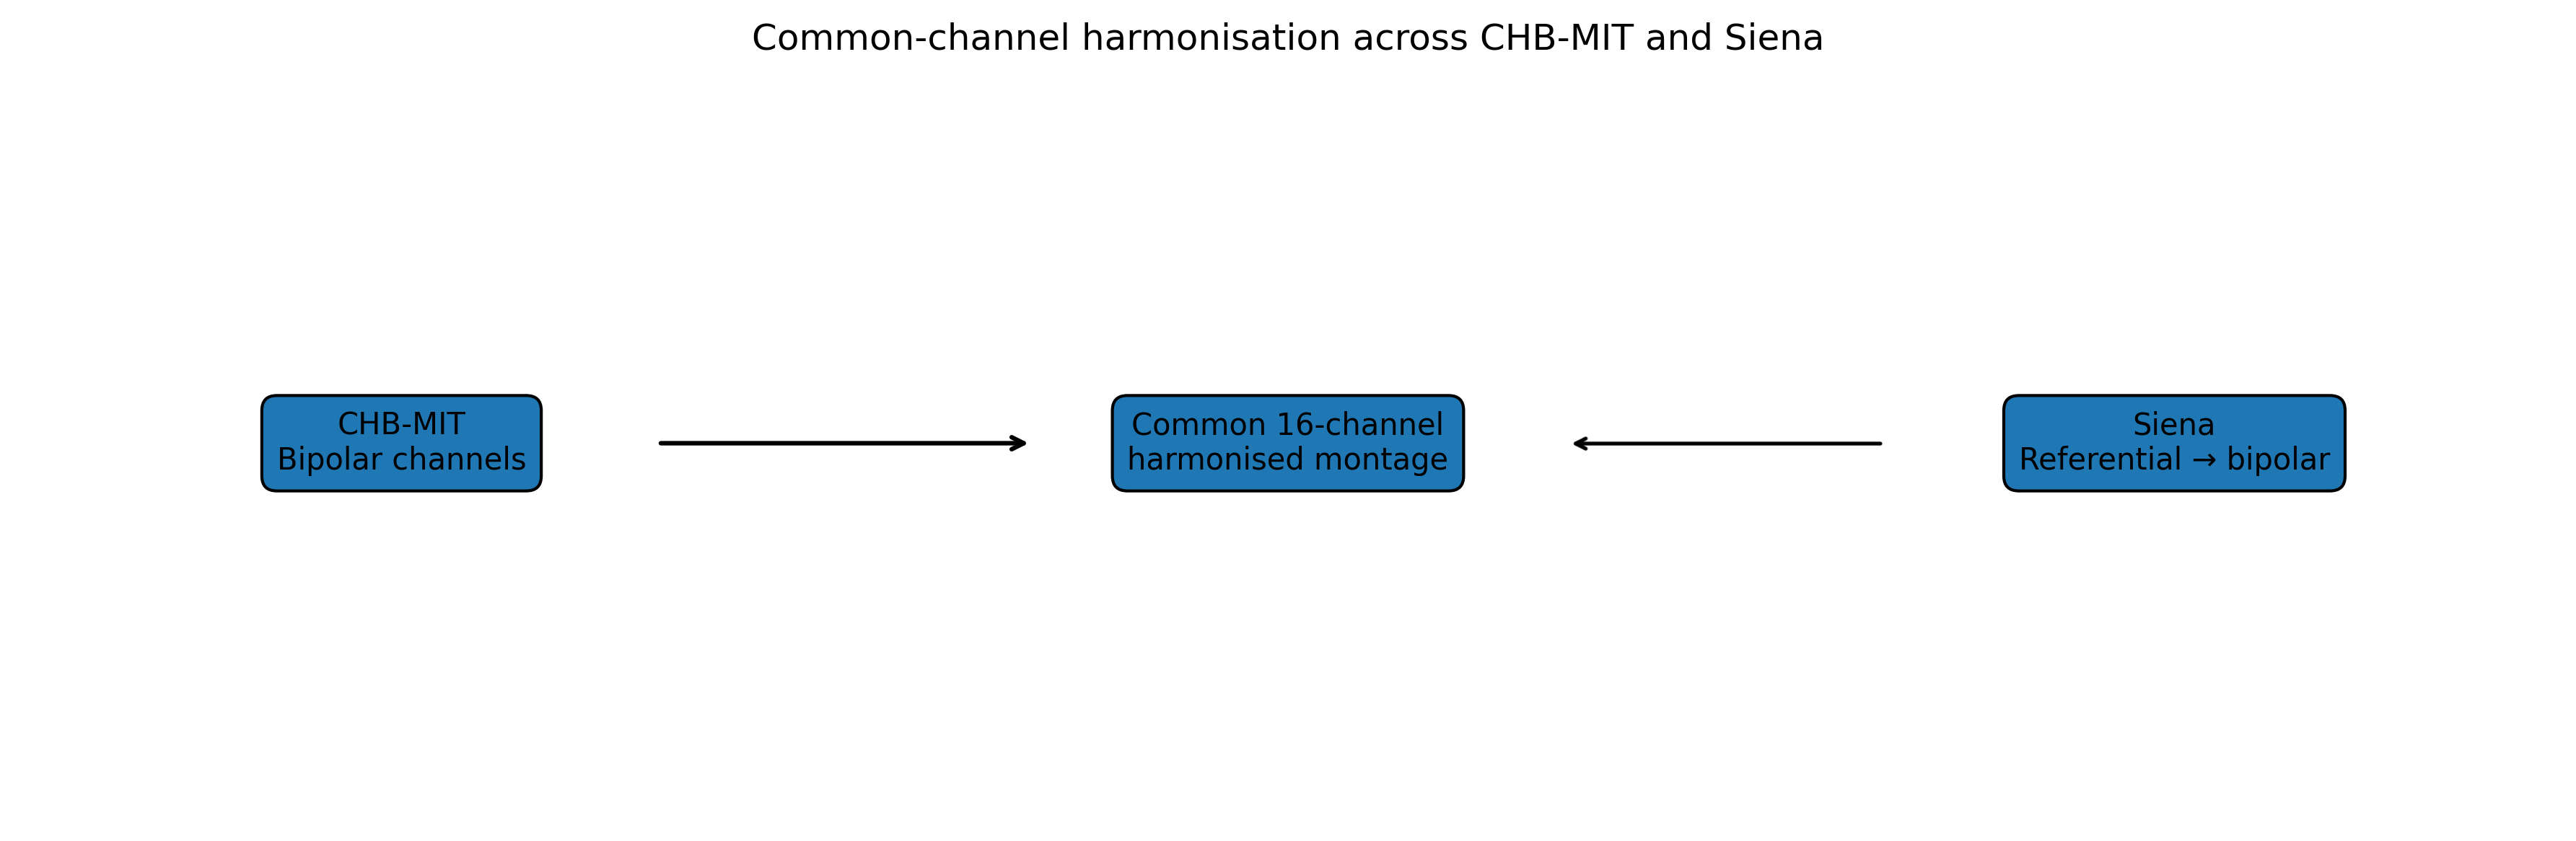 Common-channel harmonisation across CHB-MIT and Siena
CHB-MIT
Bipolar channels
Common 16-channel
harmonised montage
Siena
Referential → bipolar